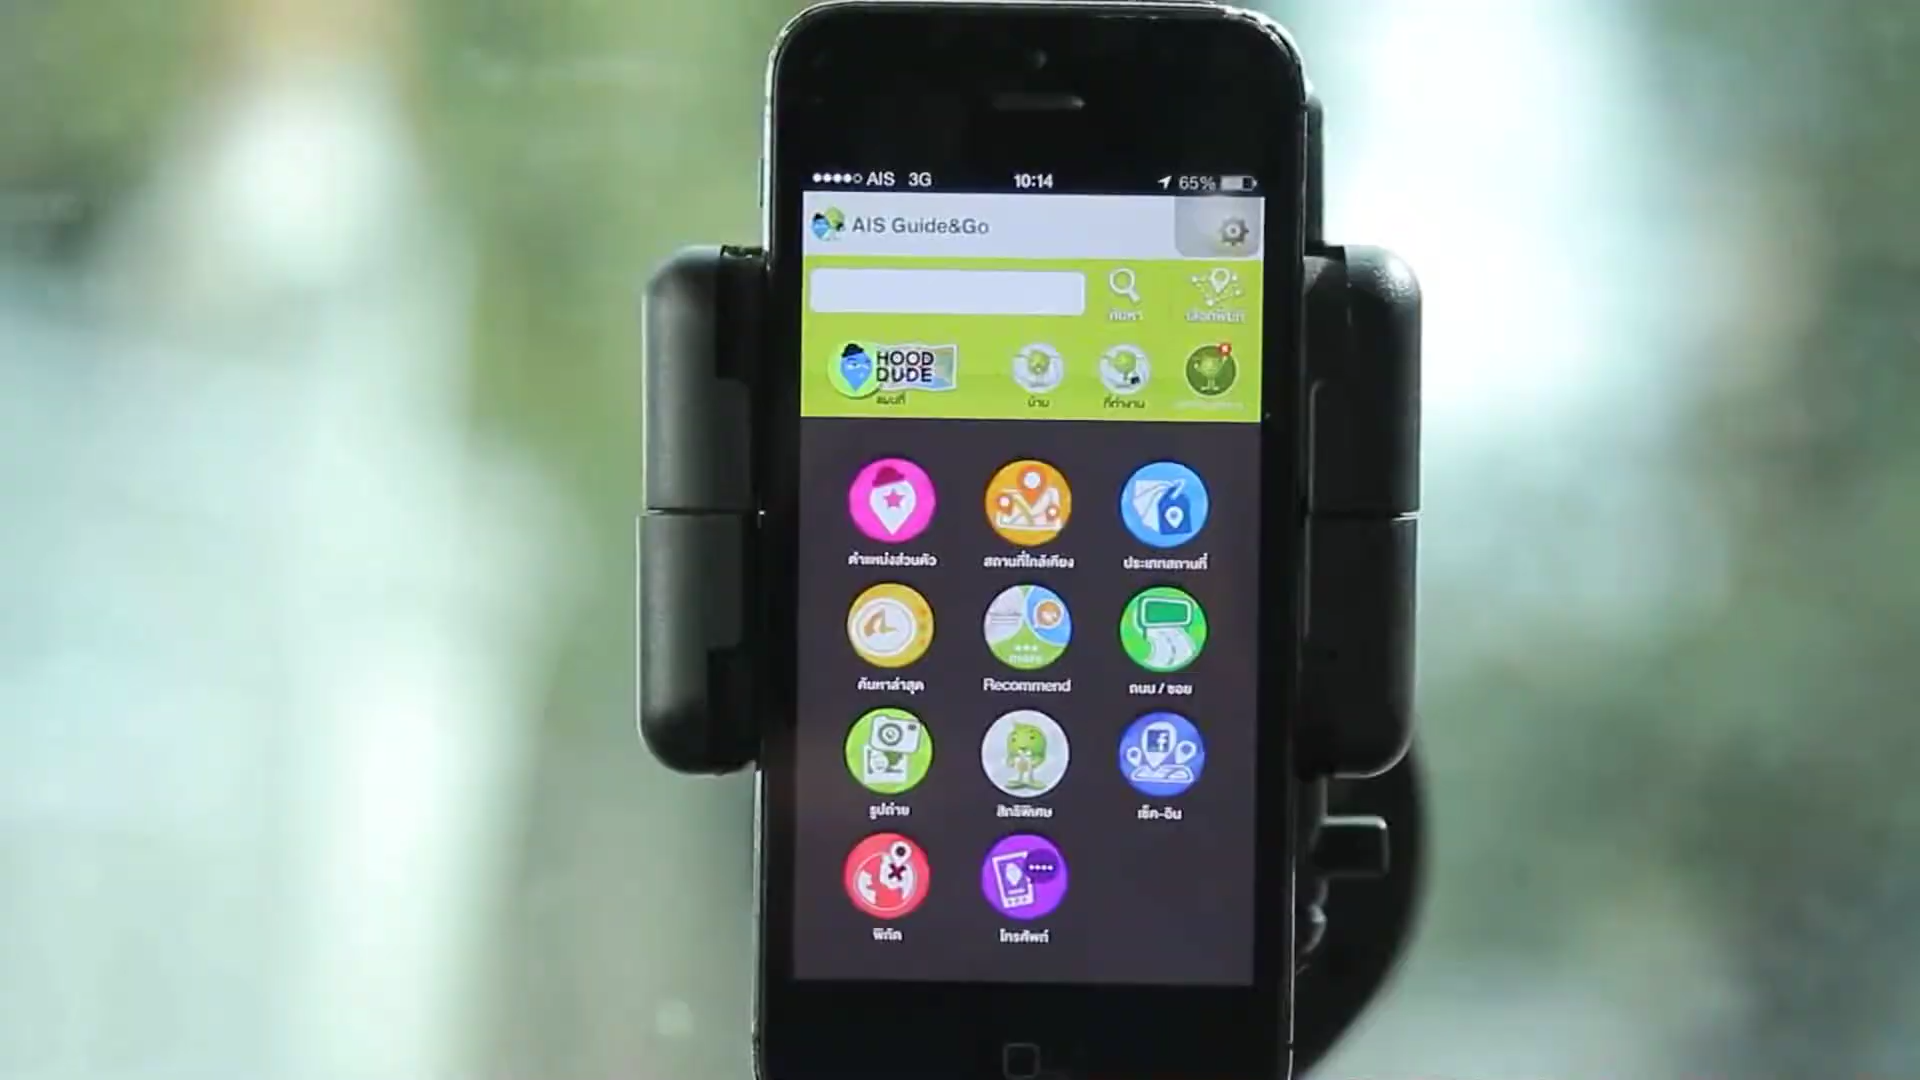 AIS 3G 10:14 65%
AIS Guide&Go
ค้นหา
HOOD
DUDE
แผนที่ บ้าน ที่ทำงาน
ตำแหน่งส่วนตัว สถานที่ใกล้เคียง ประเภทสถานที่
ค้นหาล่าสุด Recommend ถนน / ซอย
รูปถ่าย สิทธิพิเศษ เช็ค-อิน
พิกัด โทรศัพท์